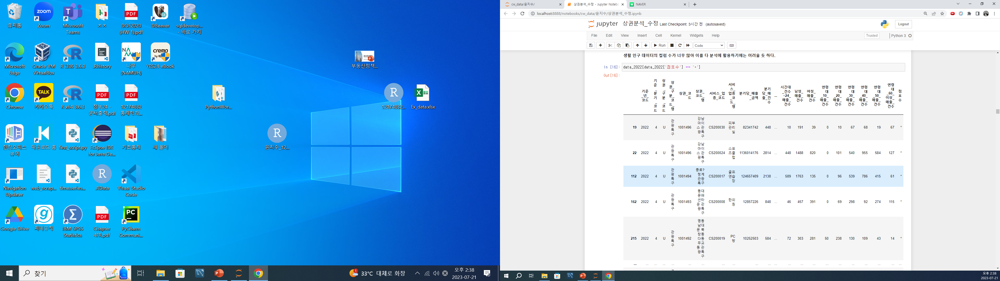 휴지통
Zoom
Microsoft
Teams
ㅈㅈ
DOE2020
(HW 1).pdf
DBeaver
sqldevelop...
- 바로 가기
Microsoft
Edge
Oracle VM
VirtualBox
R i386 3.6.3
.Rhistory
나무
(NAMUH)
YES24 eBook
부동산정책...
Chrome
카카오톡
R x64 3.6.3
정부24 -
문서출력.pdf
12174832
통계학과...
PythonWor...
12174832...
Ex_data.xlsx
한컴오피스
뷰어
다운로드 홈
first_script.py
Eclipse IDE
for Java De...
기초통계
새 폴더
윤지수_12...
Navigation
Updater
web_scrap...
time.series...
.RData
Visual Studio
Code
Google Drive
지니뮤직
IBM SPSS
Statistics
Chapter
4FR.pdf
PyCharm
Communi...
찾기
33°C 대체로 화창
오후 2:38
2023-07-21
cw_data/윤지수/
상권분석_수정 - Jupyter Notebo
NAVER
localhost:8888/notebooks/cw_data/윤지수/상권분석_수정.ipynb
jupyter 상권분석_수정 Last Checkpoint: 3시간 전 (autosaved)
Logout
File Edit View Insert Cell Kernel Widgets Help
Trusted
Python 3
Run
Code
생활 인구 데이터의 컬럼 수가 너무 많아 이를 다 분석에 활용하기에는 어려울 듯 하다.
In [16]: data_2022[data_2022['점포수'] == '*']
Out[16]:
기준_년_코드 기준_분기_코드 상권_구분_코드 상권_구분_코드_명 상권_코드 상권_코드_명 서비스_업종_코드 서비스_업종_코드_명 분기당_매출_금액 분기당_매출_건수 ... 시간대_건수~24_매출_건수 남성_매출_건수 여성_매출_건수 연령대_10_매출_건수 연령대_20_매출_건수 연령대_30_매출_건수 연령대_40_매출_건수 연령대_50_매출_건수 연령대_60_이상_매출_건수 점포수
19 2022 4 U 관광특구 1001496 강남 마이스 관광특구 CS200030 피부관리실 82341742 448 ... 10 191 39 0 10 67 68 19 67 *
22 2022 4 U 관광특구 1001496 강남 마이스 관광특구 CS200024 스포츠클럽 1136014176 2814 ... 448 1488 820 0 101 540 955 584 127 *
112 2022 4 U 관광특구 1001494 종로?청계 관광특구 CS200017 골프연습장 124657409 2138 ... 589 1763 135 0 96 539 786 415 61 *
162 2022 4 U 관광특구 1001493 동대문패션타운 관광특구 CS200008 한의원 12857226 848 ... 46 457 391 0 69 298 92 274 115 *
215 2022 4 U 관광특구 1001492 명동 남대문 북창동 다동 무교동 관광특구 CS200019 PC방 10252503 584 ... 72 303 281 50 238 130 109 43 14 *
... ... ... ... ... ... ... ... ... ... ... ... ... ... ... ... ... ... ... ... ... ...
오후 2:38
2023-07-21